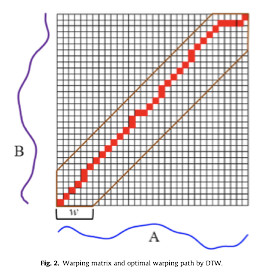 B
w
A
Fig. 2. Warping matrix and optimal warping path by DTW.